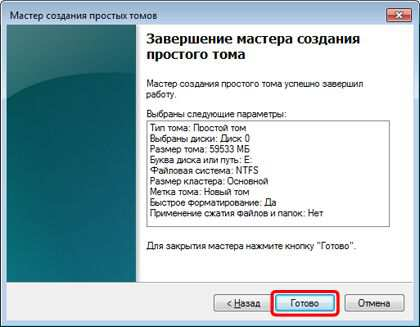 Мастер создания простых томов
Завершение мастера создания
простого тома
Мастер создания простого тома успешно завершил
работу.
Выбраны следующие параметры:
Тип тома: Простой том
Выбраны диски: Диск 0
Размер тома: 59533 МБ
Буква диска или путь: E:
Файловая система: NTFS
Размер кластера: Основной
Метка тома: Новый том
Быстрое форматирование: Да
Применение сжатия файлов и папок: Нет
Для закрытия мастера нажмите кнопку "Готово".
< Назад
Готово
Отмена